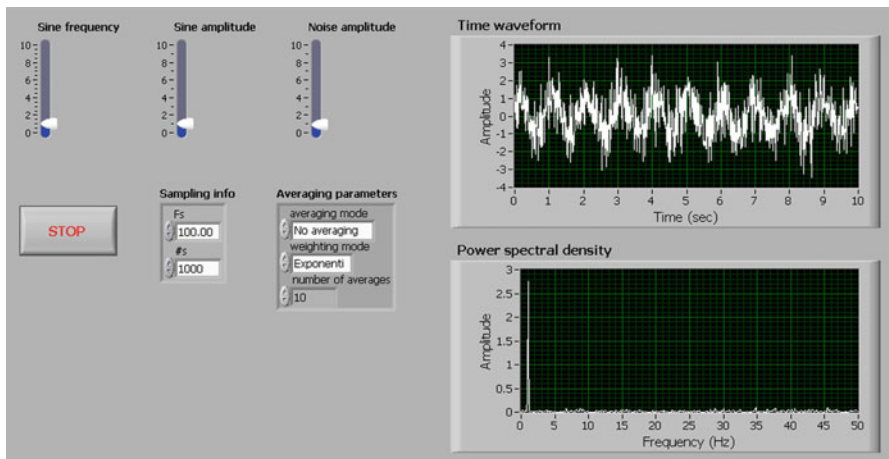 Sine frequency
10
8
6
4
2
0
Sine amplitude
10
8
6
4
2
0
Noise amplitude
10
8
6
4
2
0
STOP
Sampling info
Fs
100.00
#s
1000
Averaging parameters
averaging mode
No averaging
weighting mode
Exponenti
number of averages
10
Time waveform
Amplitude
4
3
2
1
0
-1
-2
-3
-4
0 1 2 3 4 5 6 7 8 9 10
Time (sec)
Power spectral density
Amplitude
3
2.5
2
1.5
1
0.5
0
0 5 10 15 20 25 30 35 40 45 50
Frequency (Hz)